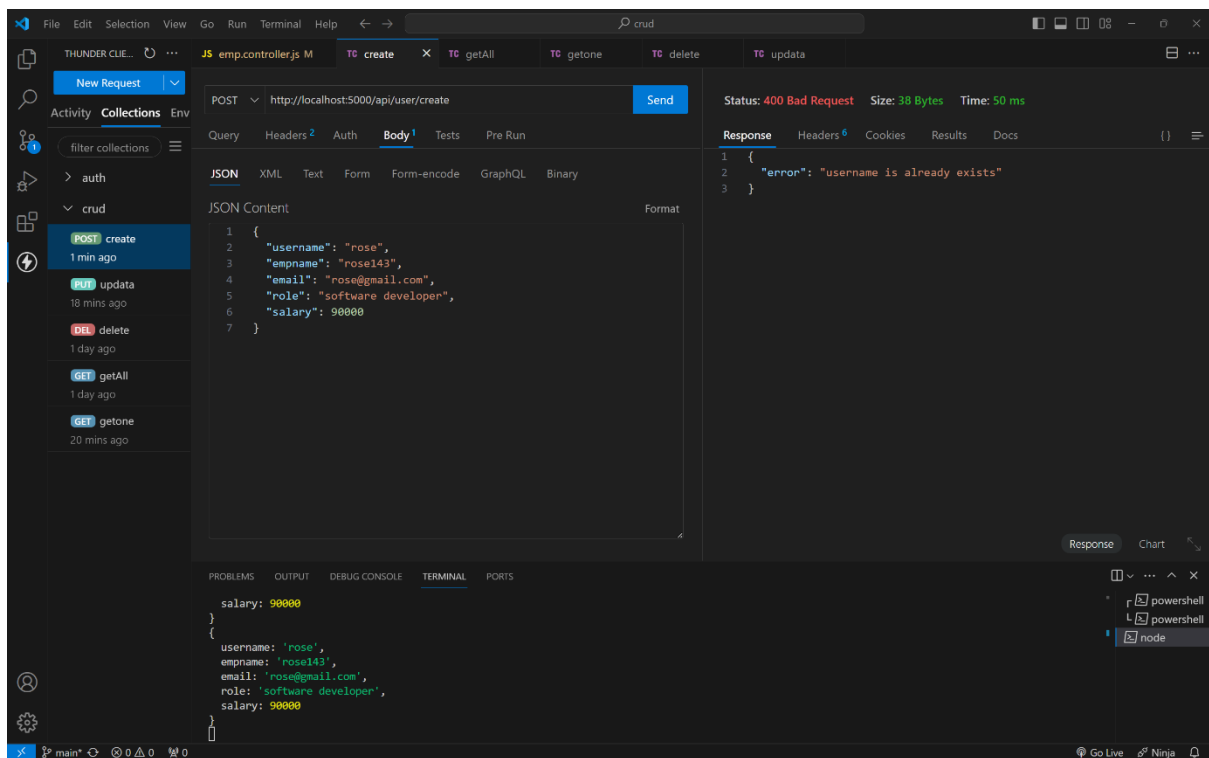 File Edit Selection View Go Run Terminal Help ← → crud
THUNDER CLIE... ···
New Request
Activity Collections Env
filter collections
auth
crud
POST create
1 min ago
PUT updata
18 mins ago
DEL delete
1 day ago
GET getAll
1 day ago
GET getone
20 mins ago
JS emp.controller.js M TC create × TC getAll TC getone TC delete TC updata ···
POST http://localhost:5000/api/user/create Send
Query Headers 2 Auth Body 1 Tests Pre Run
JSON XML Text Form Form-encode GraphQL Binary
JSON Content Format
1 {
2 "username": "rose",
3 "empname": "rose143",
4 "email": "rose@gmail.com",
5 "role": "software developer",
6 "salary": 90000
7 }
Status: 400 Bad Request Size: 38 Bytes Time: 50 ms
Response Headers 6 Cookies Results Docs { }
1 {
2 "error": "username is already exists"
3 }
Response Chart
PROBLEMS OUTPUT DEBUG CONSOLE TERMINAL PORTS ···
salary: 90000
}
{
username: 'rose',
empname: 'rose143',
email: 'rose@gmail.com',
role: 'software developer',
salary: 90000
}
powershell
powershell
node
1
main* 0 0 0 Go Live Ninja